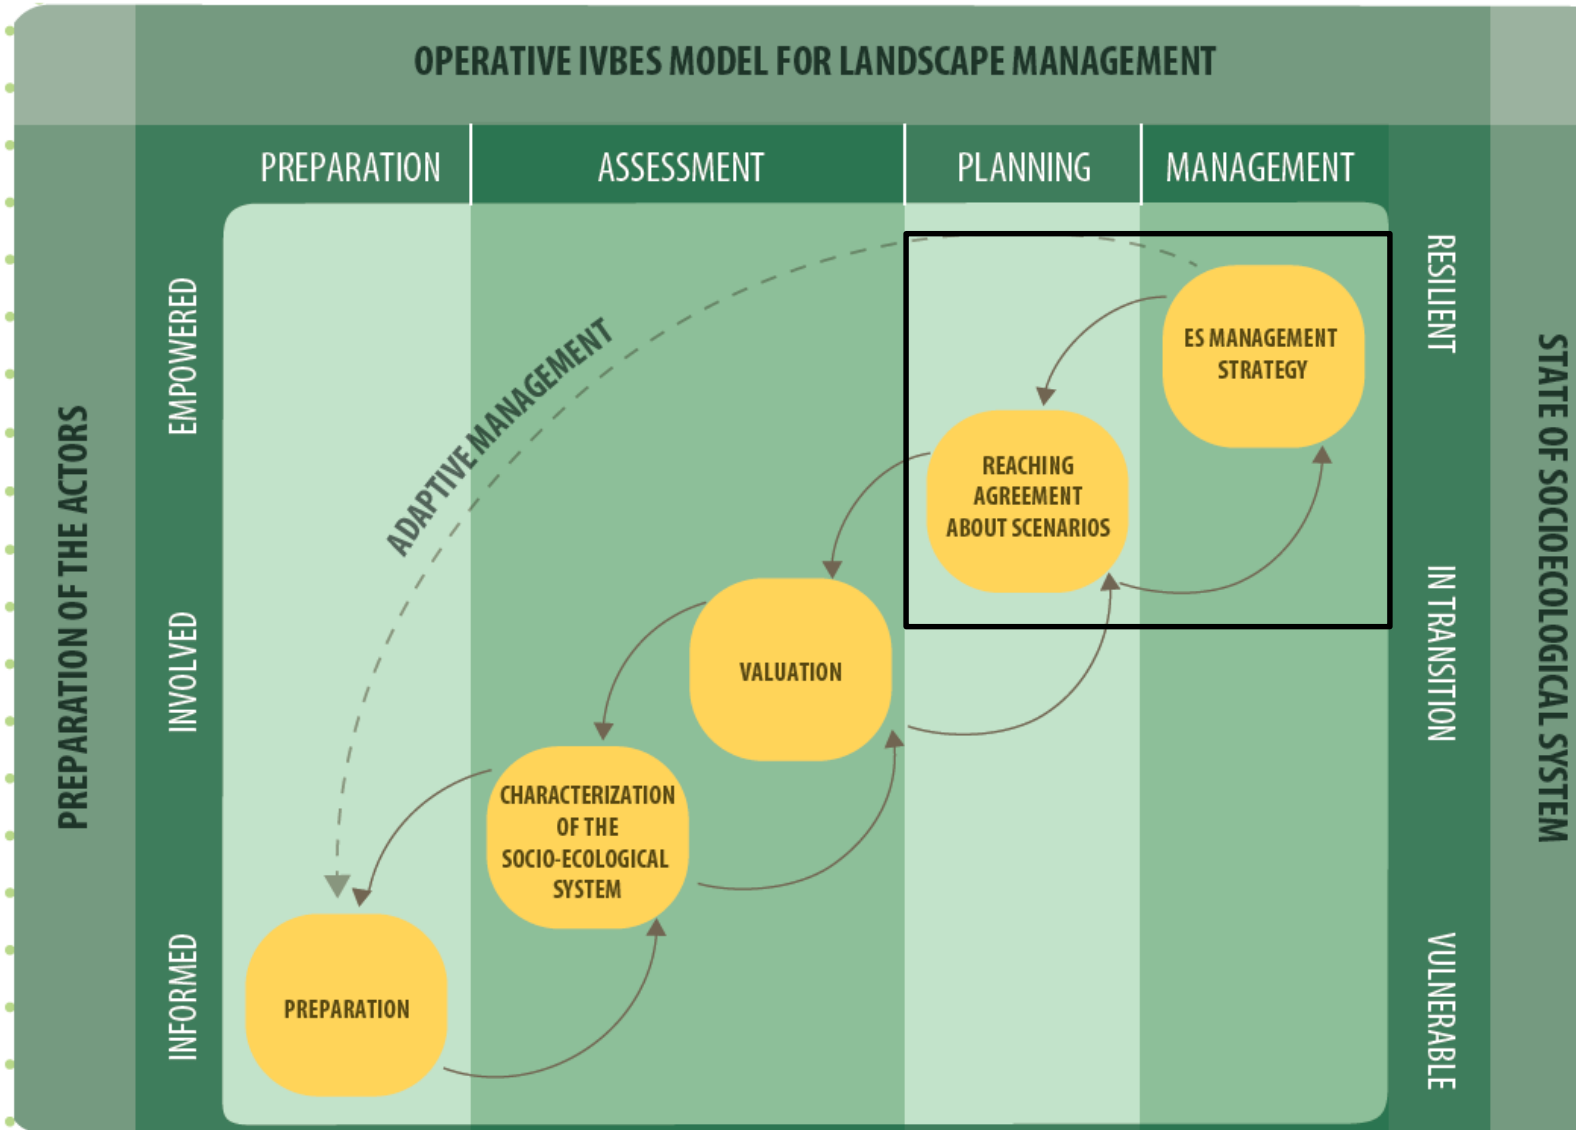 OPERATIVE IVBES MODEL FOR LANDSCAPE MANAGEMENT
PREPARATION
ASSESSMENT
PLANNING
MANAGEMENT
PREPARATION OF THE ACTORS
EMPOWERED
INVOLVED
INFORMED
ADAPTIVE MANAGEMENT
ES MANAGEMENT
STRATEGY
REACHING
AGREEMENT
ABOUT SCENARIOS
VALUATION
CHARACTERIZATION
OF THE
SOCIO-ECOLOGICAL
SYSTEM
PREPARATION
RESILIENT
IN TRANSITION
VULNERABLE
STATE OF SOCIOECOLOGICAL SYSTEM